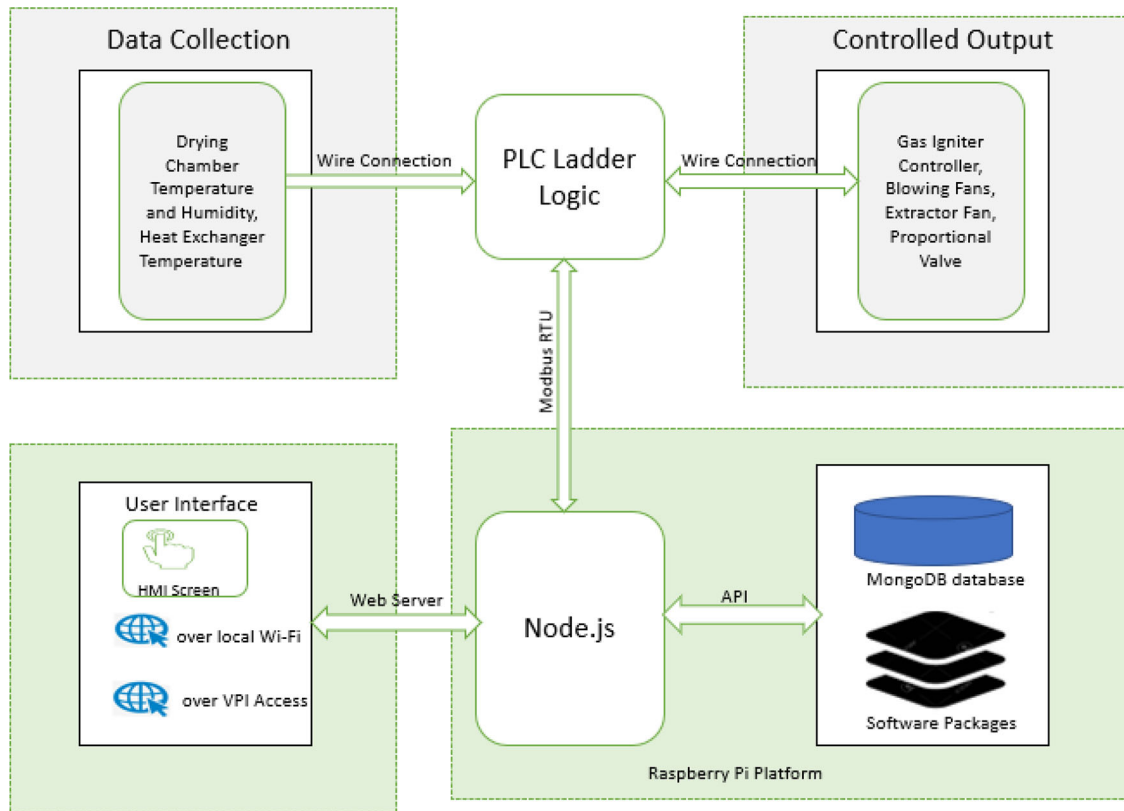 Data Collection
Drying
Chamber
Temperature
and Humidity,
Heat Exchanger
Temperature
Wire Connection
PLC Ladder
Logic
Wire Connection
Controlled Output
Gas Igniter
Controller,
Blowing Fans,
Extractor Fan,
Proportional
Valve
Modbus RTU
User Interface
HMI Screen
over local Wi-Fi
over VPI Access
Web Server
Node.js
API
MongoDB database
Software Packages
Raspberry Pi Platform